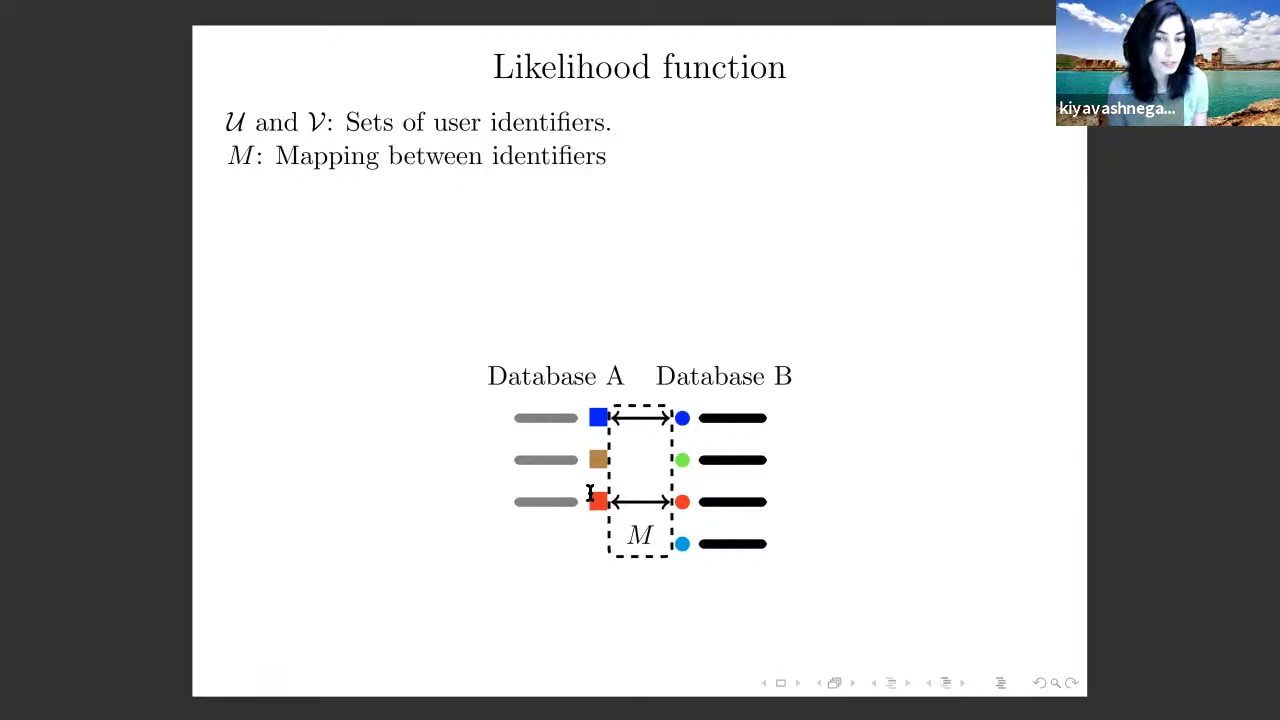 Likelihood function
𝒰 and 𝒱: Sets of user identifiers.
M: Mapping between identifiers
Database A
Database B
M
kiyavashnega...